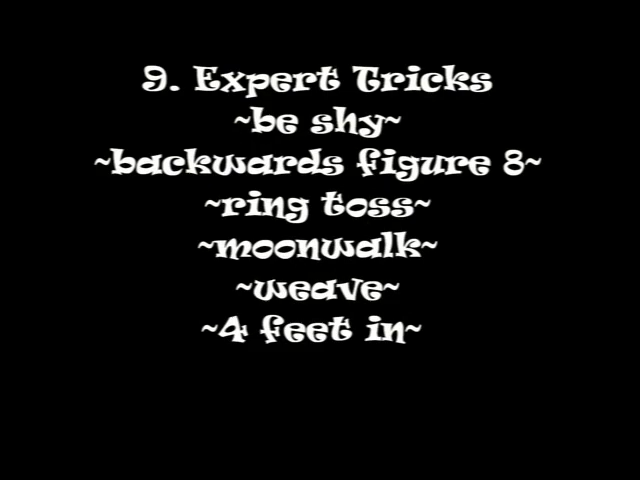 9. Expert Tricks
~be shy~
~backwards figure 8~
~ring toss~
~moonwalk~
~weave~
~4 feet in~